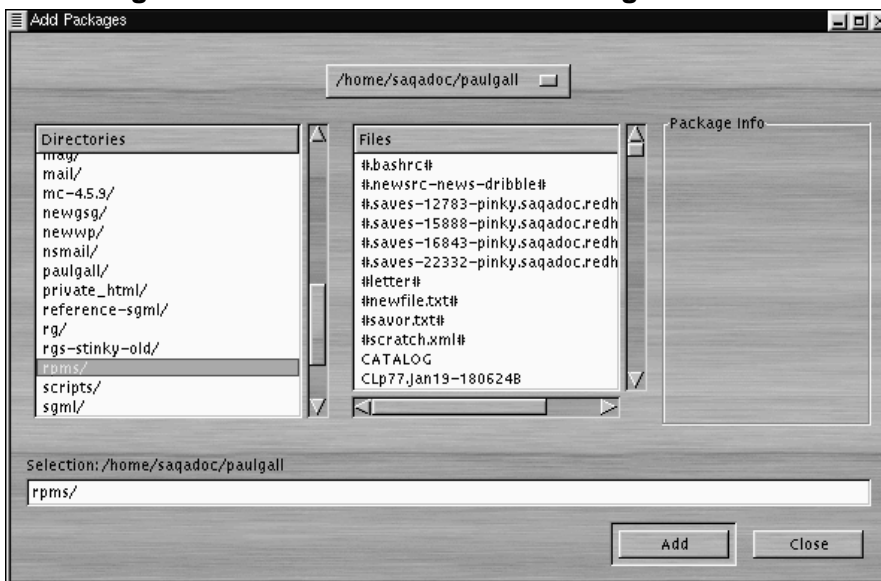 Add Packages
/home/saqadoc/paulgall
Directories
mag/
mail/
mc-4.5.9/
newgsg/
newwp/
nsmail/
paulgall/
private_html/
reference-sgml/
rg/
rgs-stinky-old/
rpms/
scripts/
sgml/
Files
#.bashrc#
#.newsrc-news-dribble#
#.saves-12783-pinky.saqadoc.redh
#.saves-15888-pinky.saqadoc.redh
#.saves-16843-pinky.saqadoc.redh
#.saves-22332-pinky.saqadoc.redh
#letter#
#newfile.txt#
#savor.txt#
#scratch.xml#
CATALOG
CLp77.Jan19-180624B
Package Info
Selection:/home/saqadoc/paulgall
rpms/
Add
Close